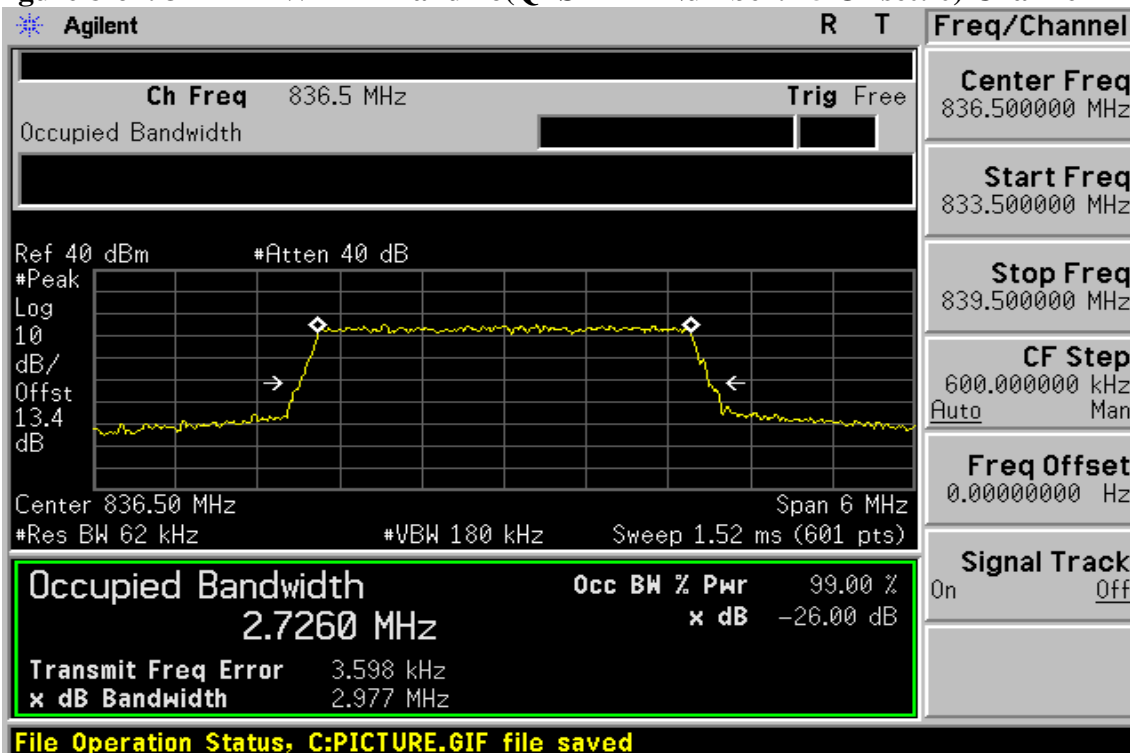 Agilent R T Freq/Channel
Ch Freq 836.5 MHz Trig Free
Occupied Bandwidth
Center Freq
836.500000 MHz
Start Freq
833.500000 MHz
Stop Freq
839.500000 MHz
CF Step
600.000000 kHz
Auto Man
Freq Offset
0.00000000 Hz
Signal Track
On Off
Ref 40 dBm #Atten 40 dB
#Peak
Log
10
dB/
Offst
13.4
dB
Center 836.50 MHz Span 6 MHz
#Res BW 62 kHz #VBW 180 kHz Sweep 1.52 ms (601 pts)
Occupied Bandwidth
2.7260 MHz
Occ BW % Pwr 99.00 %
x dB -26.00 dB
Transmit Freq Error 3.598 kHz
x dB Bandwidth 2.977 MHz
File Operation Status, C:PICTURE.GIF file saved